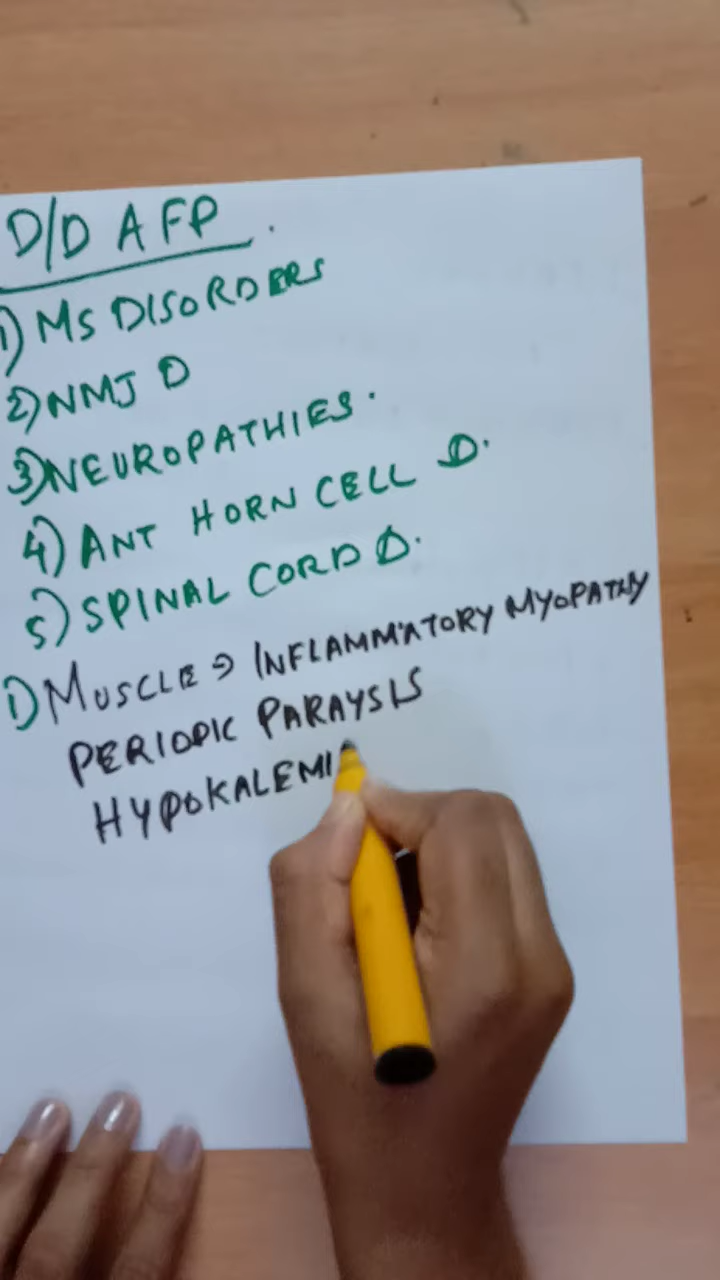 D/D AFP.
1) MS DISORDERS
2) NMJ D
3) NEUROPATHIES.
4) ANT HORN CELL D.
5) SPINAL CORD D.
1) MUSCLE → INFLAMMATORY MYOPATHY
PERIODIC PARAYSIS
HYPOKALEMI